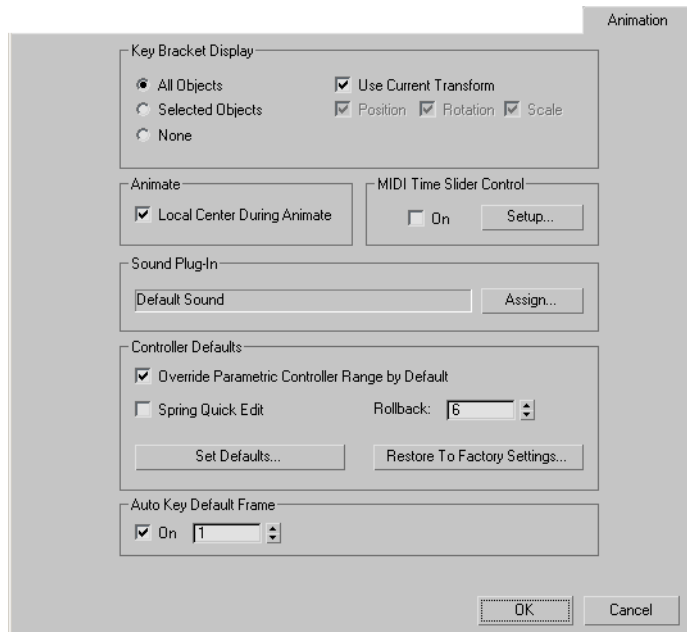 Animation
Key Bracket Display
All Objects
Use Current Transform
Selected Objects
Position Rotation Scale
None
Animate
Local Center During Animate
MIDI Time Slider Control
On
Setup...
Sound Plug-In
Default Sound
Assign...
Controller Defaults
Override Parametric Controller Range by Default
Spring Quick Edit
Rollback: 6
Set Defaults...
Restore To Factory Settings...
Auto Key Default Frame
On 1
OK
Cancel